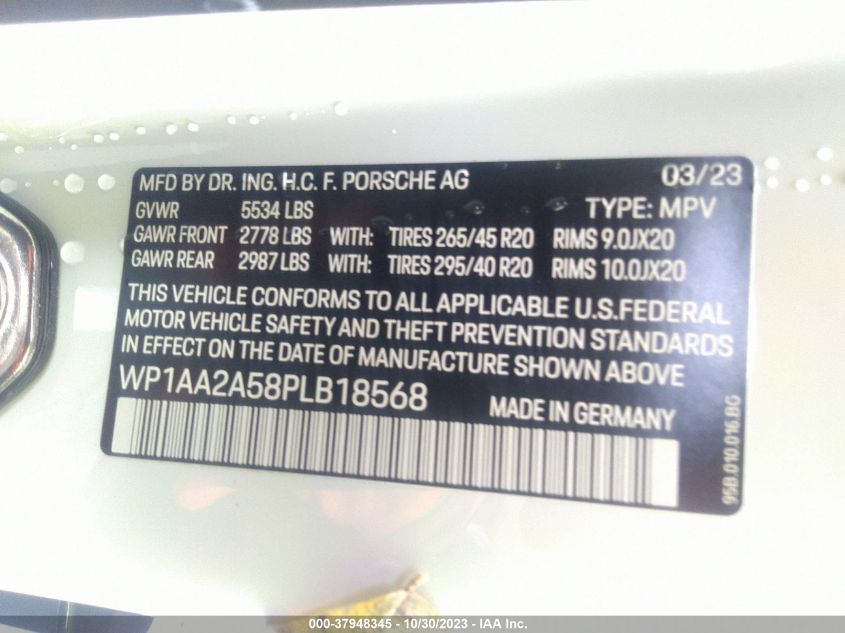 MFD BY DR. ING. H.C. F. PORSCHE AG 03/23
GVWR 5534 LBS TYPE: MPV
GAWR FRONT 2778 LBS WITH: TIRES 265/45 R20 RIMS 9.0JX20
GAWR REAR 2987 LBS WITH: TIRES 295/40 R20 RIMS 10.0JX20
THIS VEHICLE CONFORMS TO ALL APPLICABLE U.S.FEDERAL
MOTOR VEHICLE SAFETY AND THEFT PREVENTION STANDARDS
IN EFFECT ON THE DATE OF MANUFACTURE SHOWN ABOVE
WP1AA2A58PLB18568 MADE IN GERMANY
95B.010.016.BG
000-37948345 - 10/30/2023 - IAA Inc.